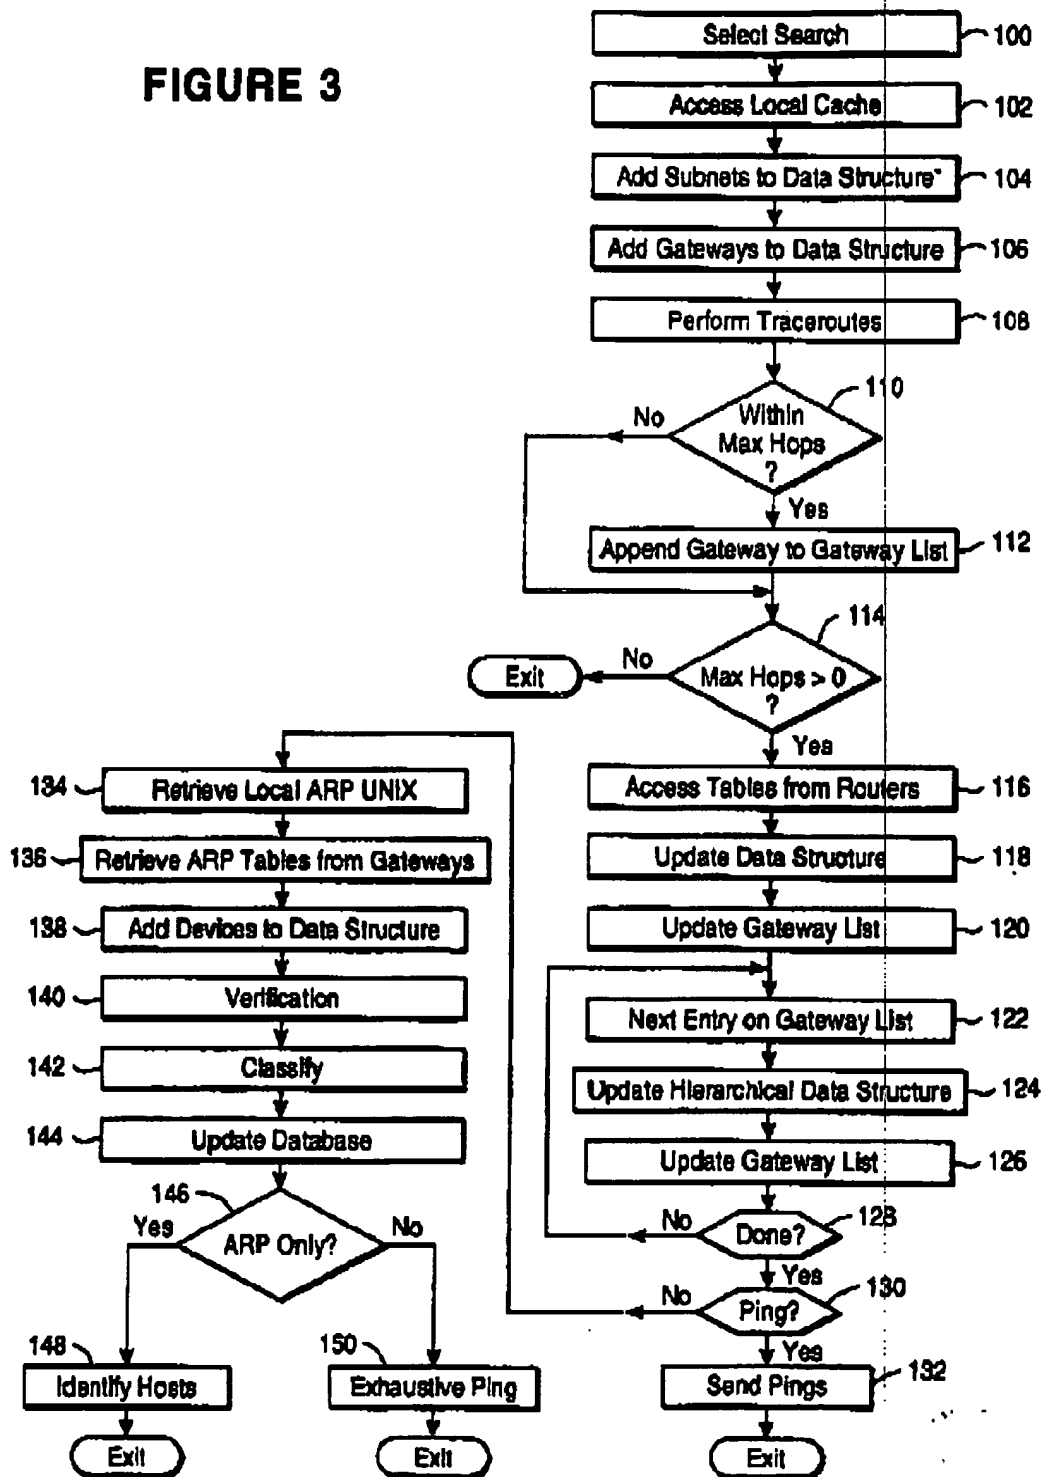 FIGURE 3
Select Search
100
Access Local Cache
102
Add Subnets to Data Structure
104
Add Gateways to Data Structure
106
Perform Traceroutes
108
110
Within
Max Hops
?
No
Yes
Append Gateway to Gateway List
112
114
Max Hops > 0
?
No
Exit
Yes
Access Tables from Routers
116
Update Data Structure
118
Update Gateway List
120
Next Entry on Gateway List
122
Update Hierarchical Data Structure
124
Update Gateway List
126
128
Done?
No
Yes
130
Ping?
No
Yes
Send Pings
132
Exit
134
Retrieve Local ARP UNIX
136
Retrieve ARP Tables from Gateways
138
Add Devices to Data Structure
140
Verification
142
Classify
144
Update Database
146
ARP Only?
Yes
No
148
Identify Hosts
Exit
150
Exhaustive Ping
Exit